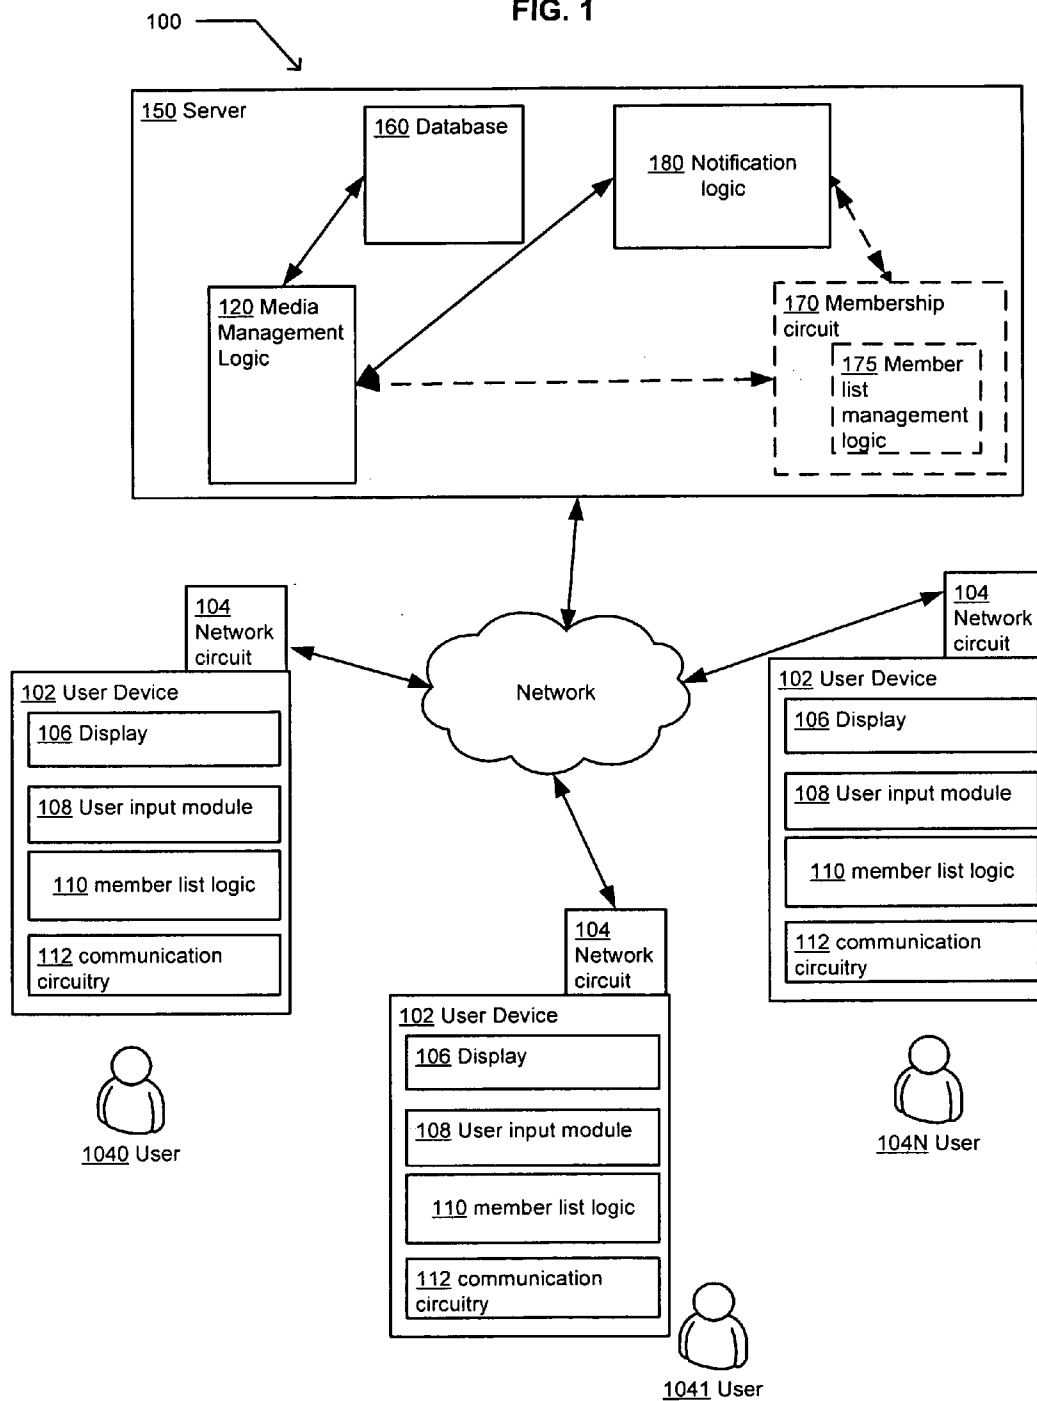 FIG. 1
100
150 Server
160 Database
180 Notification
logic
120 Media
Management
Logic
170 Membership
circuit
175 Member
list
management
logic
104
Network
circuit
102 User Device
106 Display
108 User input module
110 member list logic
112 communication
circuitry
1040 User
Network
104
Network
circuit
102 User Device
106 Display
108 User input module
110 member list logic
112 communication
circuitry
104N User
104
Network
circuit
102 User Device
106 Display
108 User input module
110 member list logic
112 communication
circuitry
1041 User